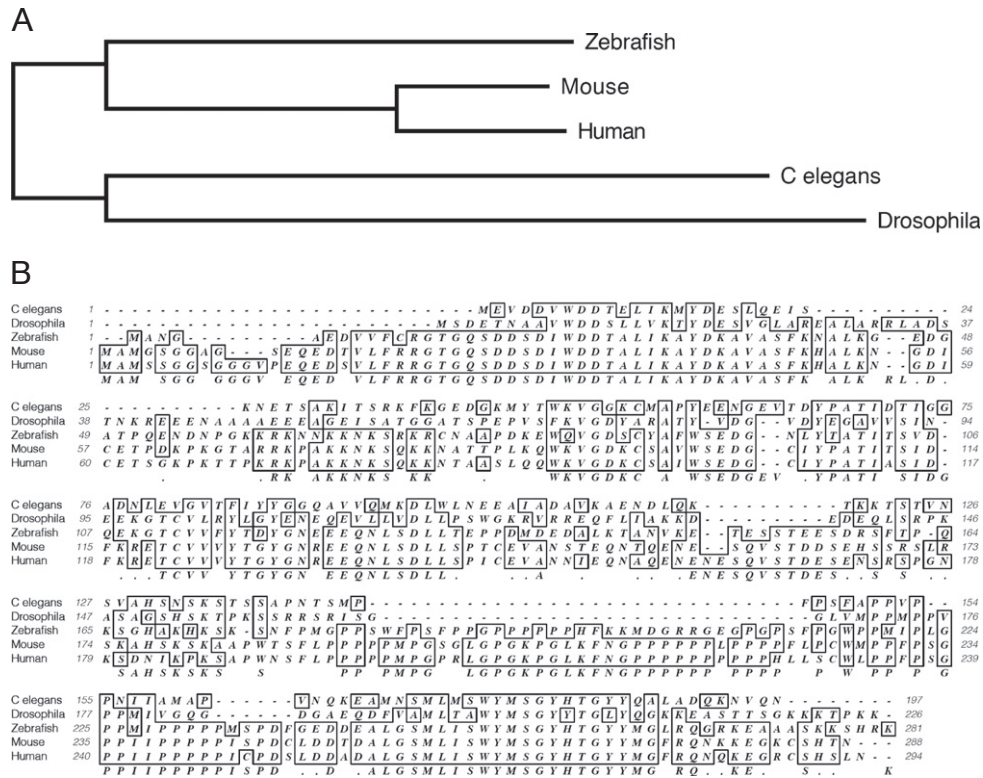 A
Zebrafish
Mouse
Human
C elegans
Drosophila
B
C elegans 1 - - - - - - - - - - - - - - - - - - - - - - - - - - - M E V D D V W D D T E L I K M Y D E S L Q E I S - - - - - - - - - - 24
Drosophila 1 - - - - - - - - - - - - - - - - - - - - - - - - M S D E T N A A V W D D S L L V K T Y D E S V G L A R E A L A R R L A D S 37
Zebrafish 1 - - M A N G - - - - - - - - - A E D V V F C R G T G Q S D D S D I W D D T A L I K A Y D K A V A S F K N A L K G - - E D G 48
Mouse 1 M A M G S G G A G - - - S E Q E D S V L F R R G T G Q S D D S D I W D D T A L I K A Y D K A V A S F K H A L K N - - G D I 56
Human 1 M A M S S G G S G G G V P E Q E D S V L F R R G T G Q S D D S D I W D D T A L I K A Y D K A V A S F K H A L K N - - G D I 59
M A M S G G G G G V E Q E D V L F R R G T G Q S D D S D I W D D T A L I K A Y D K A V A S F K A L K R L . D .
C elegans 25 - - - - - - - - - - K N E T S A K I T S R K F K G E D G K M Y T W K V G G K C M A P Y E E N G E V T D Y P A T I D T I G G 75
Drosophila 38 T N K R E E E N A A A A E E E A G E I S A T G G A T S P E P V S F K V G D Y A R A T Y - V D G - - V D Y E G A V V S I N - 94
Zebrafish 49 A T P Q E N D N P G K K R K N N K K N K S R K R C N A A P D K E W Q V G D S C Y A F W S E D G - - N L Y T A T I T S V D - 106
Mouse 57 C E T P D K P K G T A R R K P A K K N K S Q K K N A T T P L K Q W K V G D K C S A I W S E D G - - C I Y P A T I T S I D - 114
Human 60 C E T S G K P K T T P K R K P A K K N K S Q K K N T A A S L Q Q W K V G D K C S A I W S E D G - - C I Y P A T I A S I D - 117
. . R K A K K N K S K K . . W K V G D K C A W S E D G E V . Y P A T I S I D G
C elegans 76 A D N L E V G V T F I Y Y G G Q A V V Q M K D L W L N E E A I A D A V K A E N D L Q K - - - - - - - - - - T K K T S T V N 126
Drosophila 95 E E K G T C V L R Y L G Y E N E Q E V L L V D L L P S W G K R V R R E Q F L I A K K D - - - - - - - - - E D E Q L S R P K 146
Zebrafish 107 Q E K G T C V V F Y T D Y G N E E E Q N L S D L L T E P P D M D E D A L K T A N V K E - - T E S S T E E S D R S F T P - Q 164
Mouse 115 F K R E T C V V V Y T G Y G N R E E Q N L S D L L S P T C E V A N S T E Q N T Q E N E - - S Q V S T D D S E H S S R S L R 173
Human 118 F K R E T C V V V Y T G Y G N R E E Q N L S D L L S P I C E V A N N I E Q N A Q E N E N E S Q V S T D E S E N S R S P G N 178
. . . T C V V Y T G Y G N E E Q N L S D L L . . . A . . E N E S Q V S T D E S . . S S .
C elegans 127 S V A H S N S K S T S S A P N T S M P - - - - - - - - - - - - - - - - - - - - - - - - - - - - - - - F P S F A P P V P - - 154
Drosophila 147 A S A G S H S K T P K S S R R S R I S G - - - - - - - - - - - - - - - - - - - - - - - - - - - - - - - G L V M P P M P P V 176
Zebrafish 165 K S G H A K H K S K - S N F P M G P P S W F P S F P P G P P P P P P H F K K M D G R R G E G P G P S F P G W P P M I P L G 224
Mouse 174 S K A H S K S K A A P W T S F L P P P P P M P G S G L G P G K P G L K F N G P P P P P P L P P P P F L P C W M P P F P S G 234
Human 179 K S D N I K P K S A P W N S F L P P P P P M P G P R L G P G K P G L K F N G P P P P P P P P P P H L L S C W L P P F P S G 239
S A H S K S K S S P P M P G L G P G K P G L K F N G P P P P P P P P P W P P G
C elegans 155 P N I I A M A P - - - - - - V N Q K E A M N S M L M S W Y M S G Y H T G Y Y Q A L A D Q K N V Q N - - 197
Drosophila 177 P P M I V G Q G - - - - - - D G A E Q D F V A M L T A W Y M S G Y Y T G L Y Q G K K E A S T T S G K K K T P K K - 226
Zebrafish 225 P P M I P P P P P M S P D F G E D D E A L G S M L I S W Y M S G Y H T G Y Y M G L R Q G R K E A A A S K K S H R K 281
Mouse 235 P P I I P P P P P I S P D C L D D T D A L G S M L I S W Y M S G Y H T G Y Y M G F R Q N K K E G K C S H T N - - - 288
Human 240 P P I I P P P P P I C P D S L D D A D A L G S M L I S W Y M S G Y H T G Y Y M G F R Q N Q K E G R C S H S L N - - 294
P P I I P P P P P I S P D . . D . A L G S M L I S W Y M S G Y H T G Y Y M G R Q . . K E . S . . K